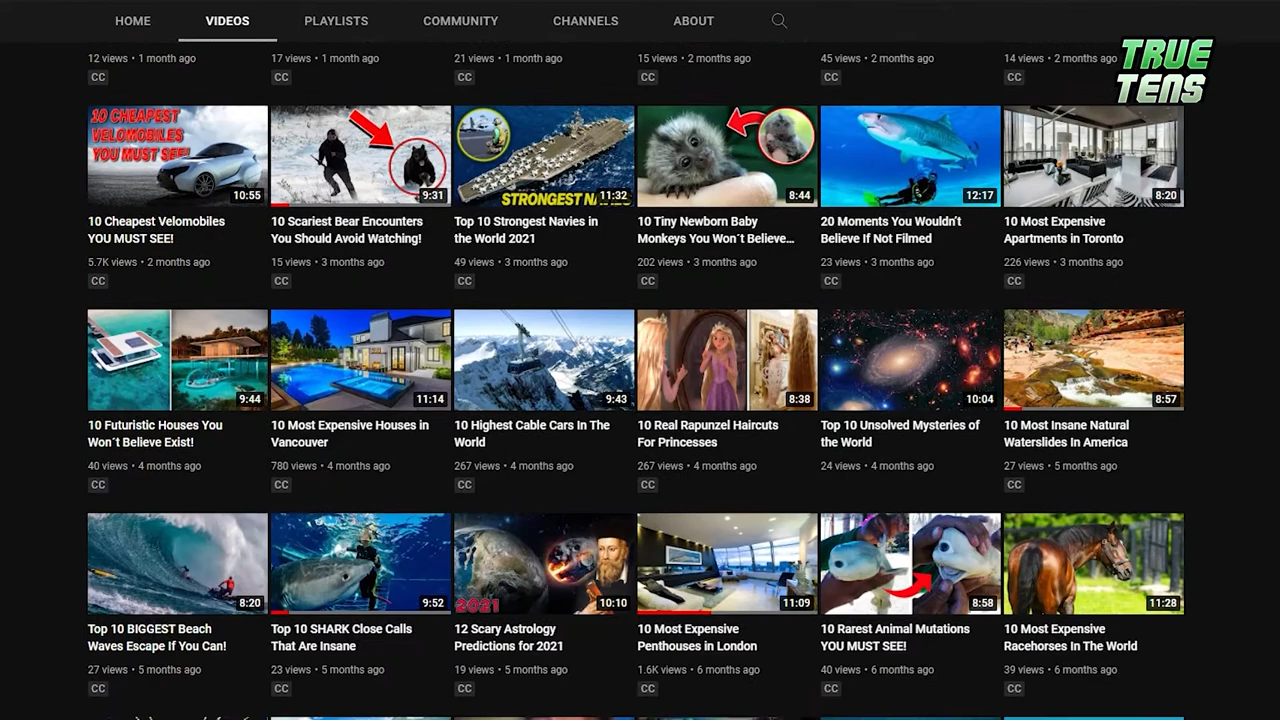 HOME VIDEOS PLAYLISTS COMMUNITY CHANNELS ABOUT
TRUE
TENS
12 views • 1 month ago 17 views • 1 month ago 21 views • 1 month ago 15 views • 2 months ago 45 views • 2 months ago 14 views • 2 months ago
CC CC CC CC CC CC
10 CHEAPEST
VELOMOBILES
YOU MUST SEE!
STRONGEST
10:55 9:31 11:32 8:44 12:17 8:20
10 Cheapest Velomobiles
YOU MUST SEE!
5.7K views • 2 months ago
CC
10 Scariest Bear Encounters
You Should Avoid Watching!
15 views • 3 months ago
CC
Top 10 Strongest Navies in
the World 2021
49 views • 3 months ago
CC
10 Tiny Newborn Baby
Monkeys You Won´t Believe...
202 views • 3 months ago
CC
20 Moments You Wouldn't
Believe If Not Filmed
23 views • 3 months ago
CC
10 Most Expensive
Apartments in Toronto
226 views • 3 months ago
CC
9:44 11:14 9:43 8:38 10:04 8:57
10 Futuristic Houses You
Won´t Believe Exist!
40 views • 4 months ago
CC
10 Most Expensive Houses in
Vancouver
780 views • 4 months ago
CC
10 Highest Cable Cars In The
World
267 views • 4 months ago
CC
10 Real Rapunzel Haircuts
For Princesses
267 views • 4 months ago
CC
Top 10 Unsolved Mysteries of
the World
24 views • 4 months ago
10 Most Insane Natural
Waterslides In America
27 views • 5 months ago
CC
2021
8:20 9:52 10:10 11:09 8:58 11:28
Top 10 BIGGEST Beach
Waves Escape If You Can!
27 views • 5 months ago
CC
Top 10 SHARK Close Calls
That Are Insane
23 views • 5 months ago
CC
12 Scary Astrology
Predictions for 2021
19 views • 5 months ago
CC
10 Most Expensive
Penthouses in London
1.6K views • 6 months ago
CC
10 Rarest Animal Mutations
YOU MUST SEE!
40 views • 6 months ago
CC
10 Most Expensive
Racehorses In The World
39 views • 6 months ago
CC